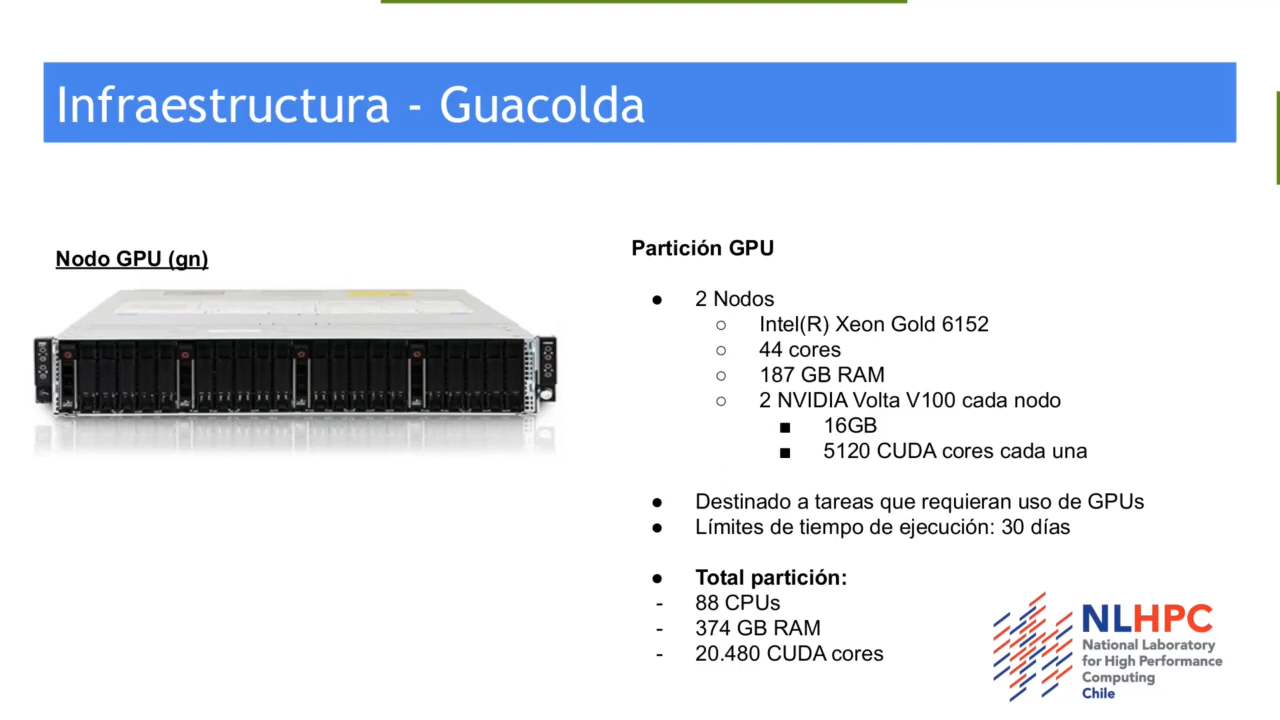 Infraestructura - Guacolda
Nodo GPU (gn)
Partición GPU
● 2 Nodos
○ Intel(R) Xeon Gold 6152
○ 44 cores
○ 187 GB RAM
○ 2 NVIDIA Volta V100 cada nodo
■ 16GB
■ 5120 CUDA cores cada una
● Destinado a tareas que requieran uso de GPUs
● Límites de tiempo de ejecución: 30 días
● Total partición:
- 88 CPUs
- 374 GB RAM
- 20.480 CUDA cores
NLHPC
National Laboratory
for High Performance
Computing
Chile